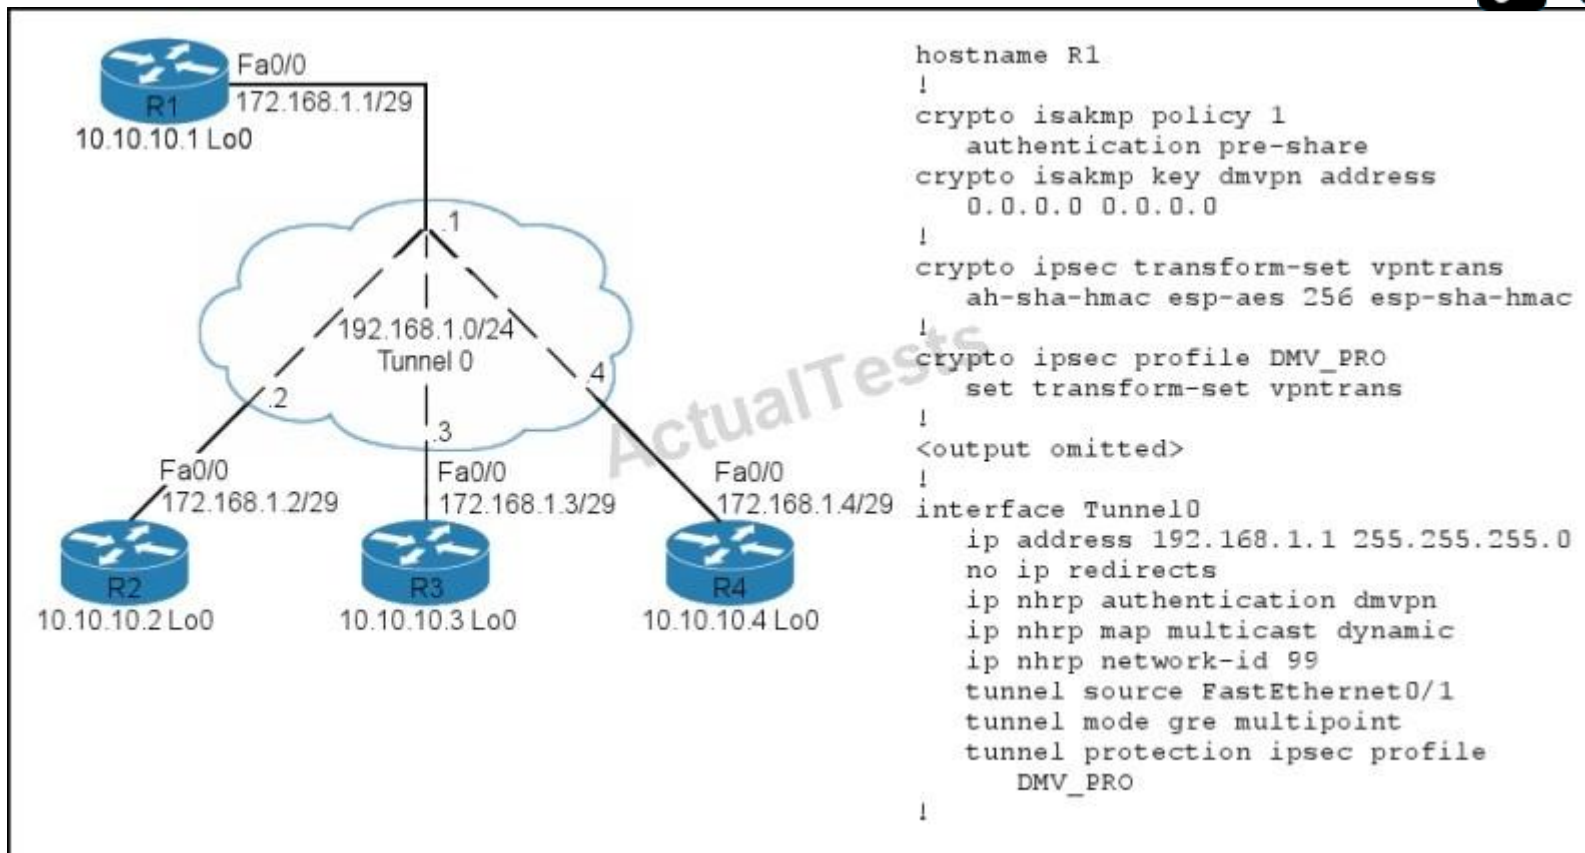 Fa0/0
172.168.1.1/29
R1
10.10.10.1 Lo0
.1
192.168.1.0/24
Tunnel 0
.2
.3
.4
Fa0/0
172.168.1.2/29
Fa0/0
172.168.1.3/29
Fa0/0
172.168.1.4/29
R2
10.10.10.2 Lo0
R3
10.10.10.3 Lo0
R4
10.10.10.4 Lo0
ActualTests
hostname R1
!
crypto isakmp policy 1
authentication pre-share
crypto isakmp key dmvpn address
0.0.0.0 0.0.0.0
!
crypto ipsec transform-set vpntrans
ah-sha-hmac esp-aes 256 esp-sha-hmac
!
crypto ipsec profile DMV_PRO
set transform-set vpntrans
!
<output omitted>
!
interface Tunnel0
ip address 192.168.1.1 255.255.255.0
no ip redirects
ip nhrp authentication dmvpn
ip nhrp map multicast dynamic
ip nhrp network-id 99
tunnel source FastEthernet0/1
tunnel mode gre multipoint
tunnel protection ipsec profile
DMV_PRO
!